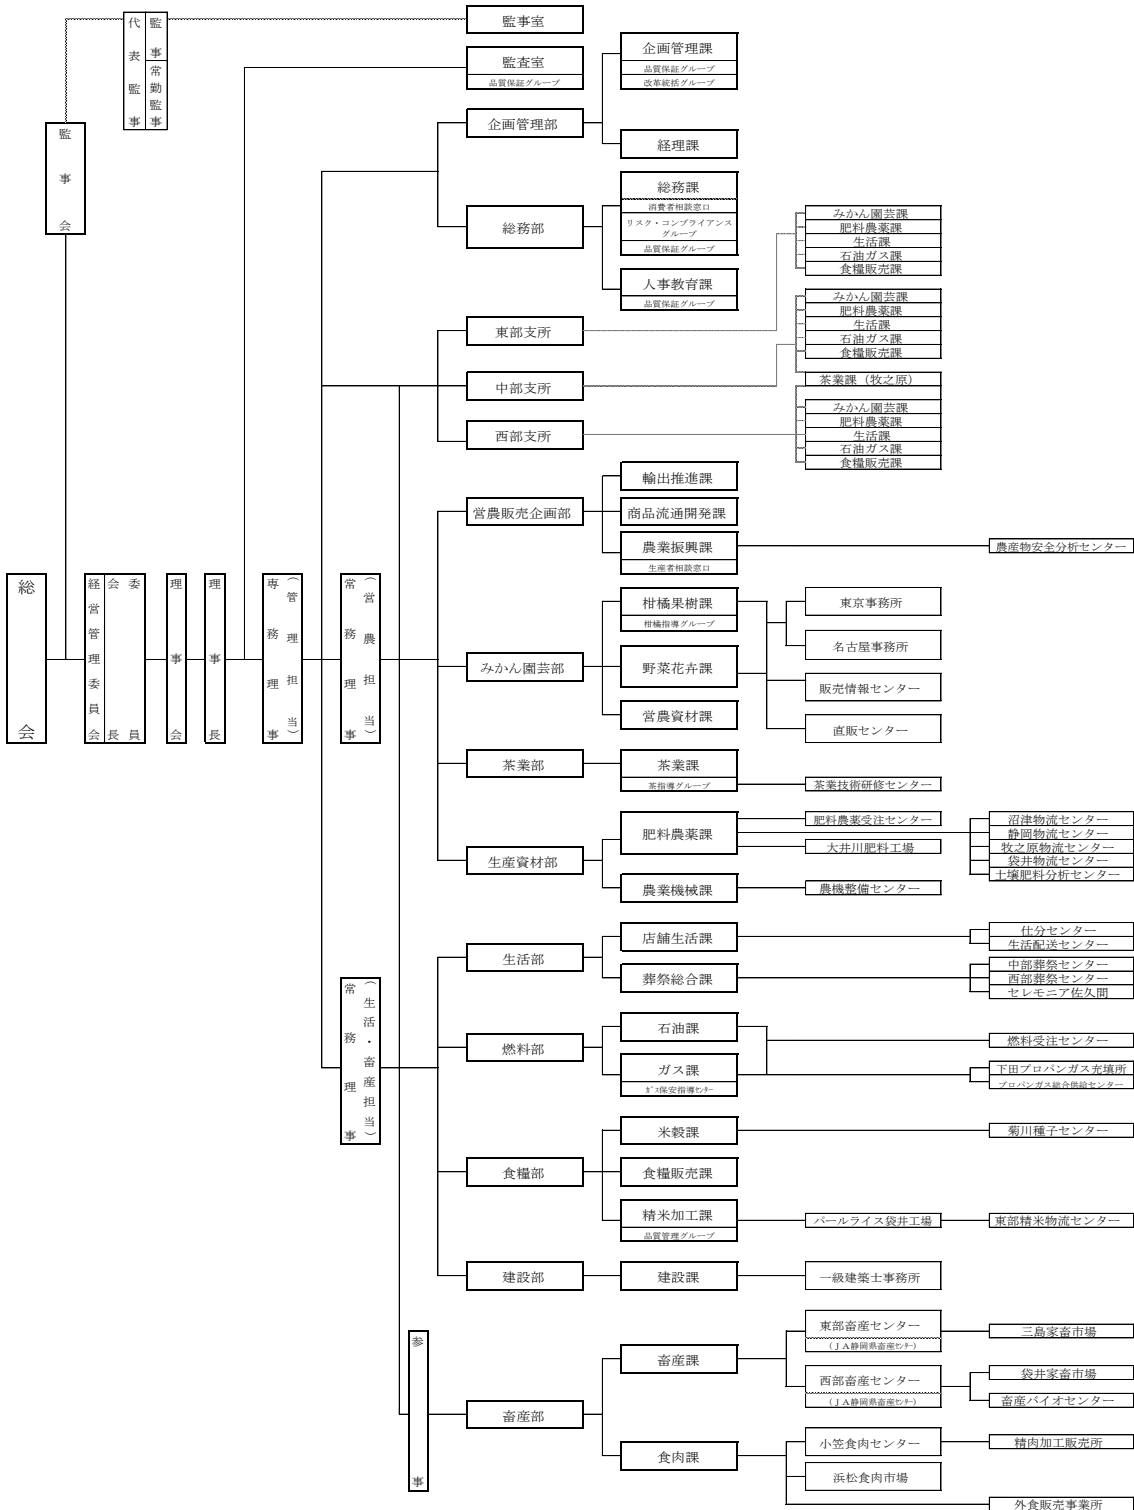 総会
監事会
代表監事
監事
常勤監事
経営管理委員会
会長
委員
理事会
理事長
専務理事
（管理担当）
常務理事
（営農担当）
常務理事
（生活・畜産担当）
参事
監事室
監査室
品質保証グループ
企画管理部
企画管理課
品質保証グループ
改革統括グループ
経理課
総務部
総務課
消費者相談窓口
リスク・コンプライアンス
グループ
品質保証グループ
人事教育課
品質保証グループ
東部支所
みかん園芸課
肥料農薬課
生活課
石油ガス課
食糧販売課
中部支所
みかん園芸課
肥料農薬課
生活課
石油ガス課
食糧販売課
茶業課（牧之原）
西部支所
みかん園芸課
肥料農薬課
生活課
石油ガス課
食糧販売課
営農販売企画部
輸出推進課
商品流通開発課
農業振興課
生産者相談窓口
農産物安全分析センター
みかん園芸部
柑橘果樹課
柑橘指導グループ
野菜花卉課
営農資材課
東京事務所
名古屋事務所
販売情報センター
直販センター
茶業部
茶業課
茶指導グループ
茶業技術研修センター
生産資材部
肥料農薬課
肥料農薬受注センター
大井川肥料工場
沼津物流センター
静岡物流センター
牧之原物流センター
袋井物流センター
土壌肥料分析センター
農業機械課
農機整備センター
生活部
店舗生活課
仕分センター
生活配送センター
葬祭総合課
中部葬祭センター
西部葬祭センター
セレモニア佐久間
燃料部
石油課
燃料受注センター
ガス課
ｶﾞｽ保安指導ｾﾝﾀｰ
下田プロパンガス充填所
プロパンガス総合供給センター
食糧部
米穀課
菊川種子センター
食糧販売課
精米加工課
品質管理グループ
パールライス袋井工場
東部精米物流センター
建設部
建設課
一級建築士事務所
畜産部
畜産課
東部畜産センター
（ＪＡ静岡県畜産ｾﾝﾀｰ）
三島家畜市場
西部畜産センター
（ＪＡ静岡県畜産ｾﾝﾀｰ）
袋井家畜市場
畜産バイオセンター
食肉課
小笠食肉センター
精肉加工販売所
浜松食肉市場
外食販売事業所